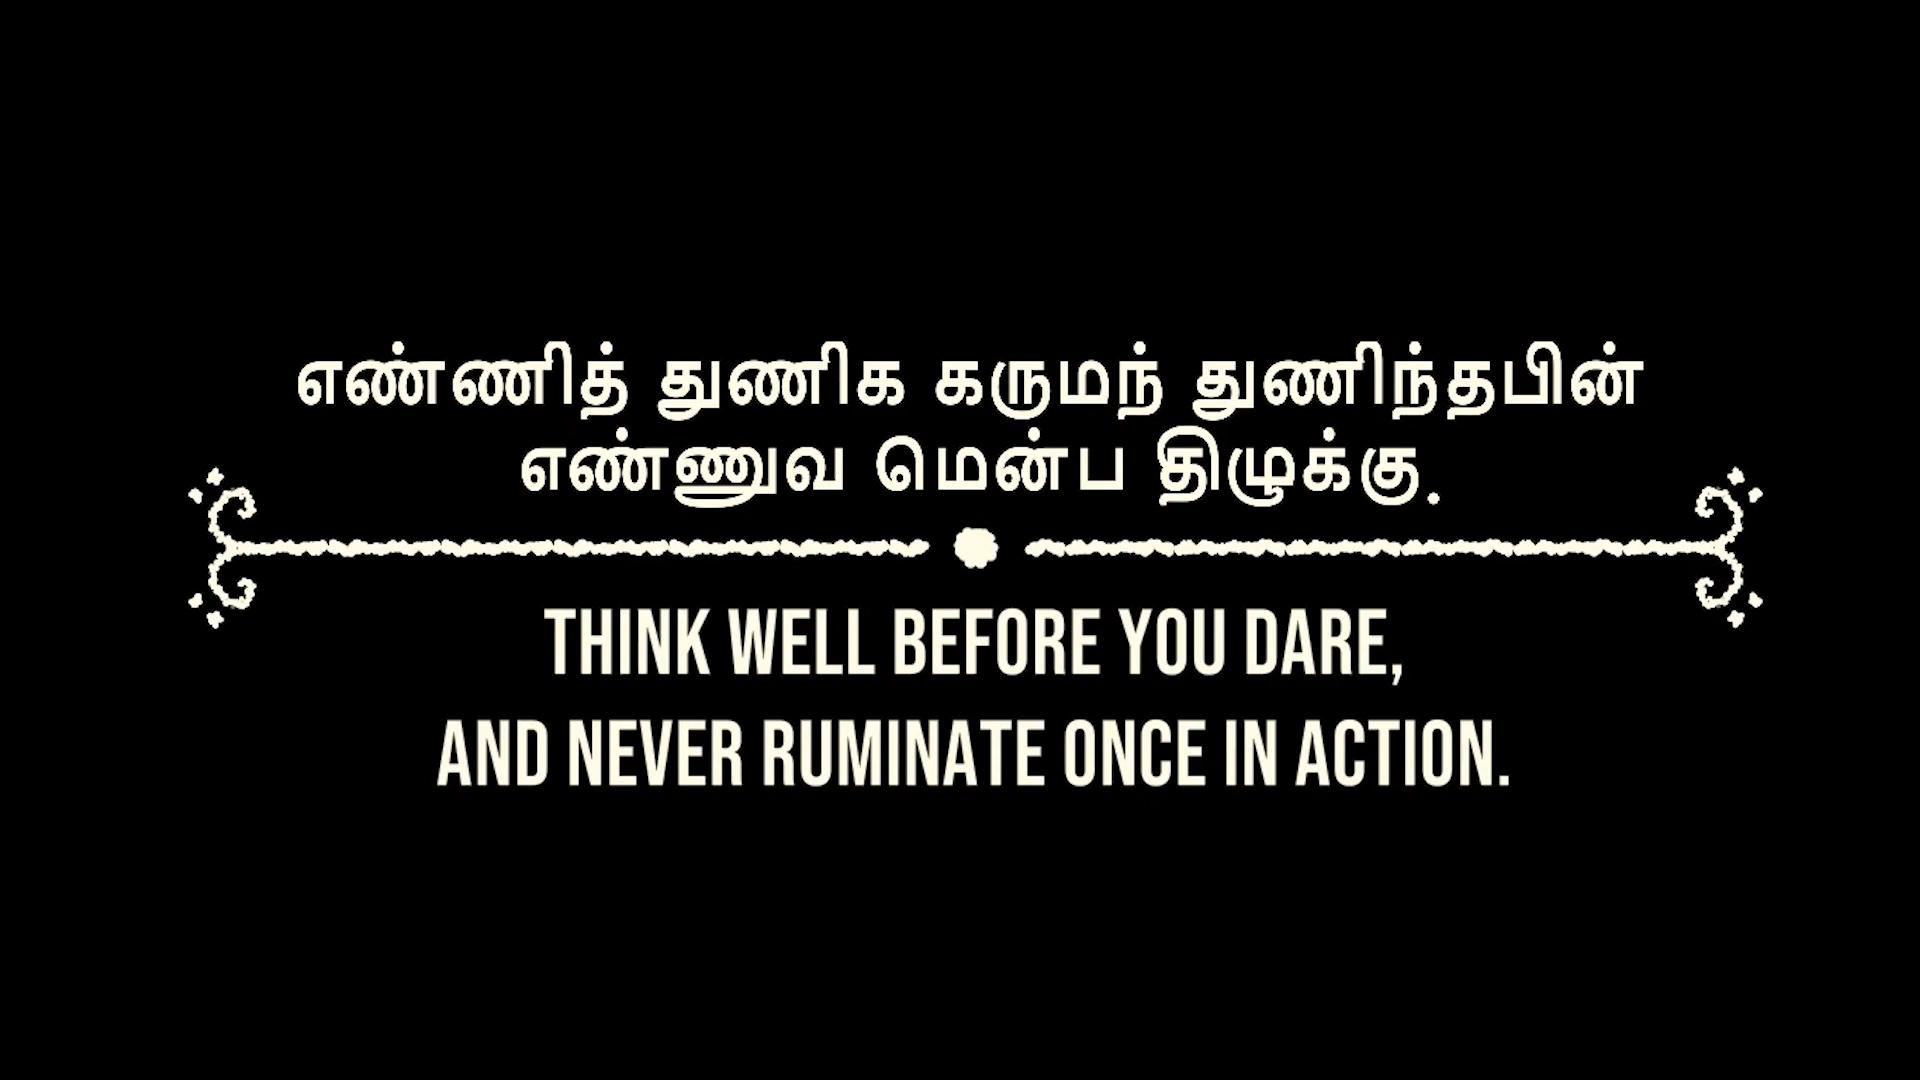 எண்ணித் துணிக கருமந் துணிந்தபின்
எண்ணுவ மென்ப திழுக்கு.
THINK WELL BEFORE YOU DARE,
AND NEVER RUMINATE ONCE IN ACTION.